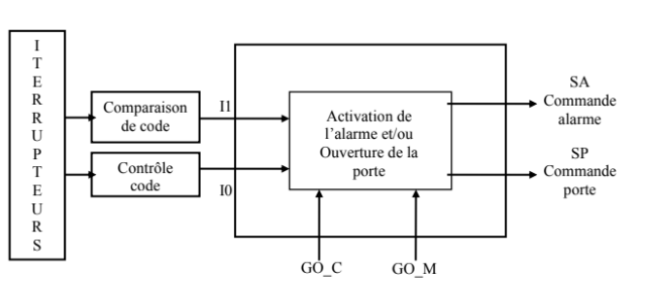 I
T
E
R
R
U
P
T
E
U
R
S
Comparaison
de code
Contrôle
code
I1
I0
Activation de
l'alarme et/ou
Ouverture de la
porte
SA
Commande
alarme
SP
Commande
porte
GO_C
GO_M